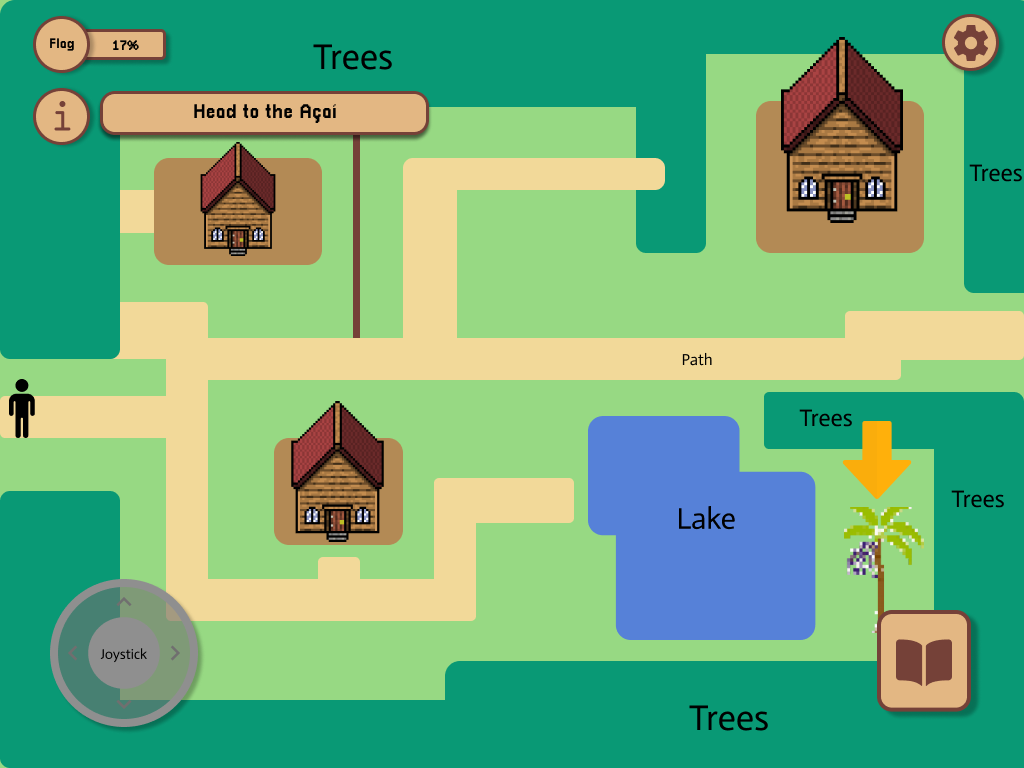 Flag
17%
Trees
Head to the Açaí
Trees
Path
Trees
Trees
Lake
Joystick
Trees